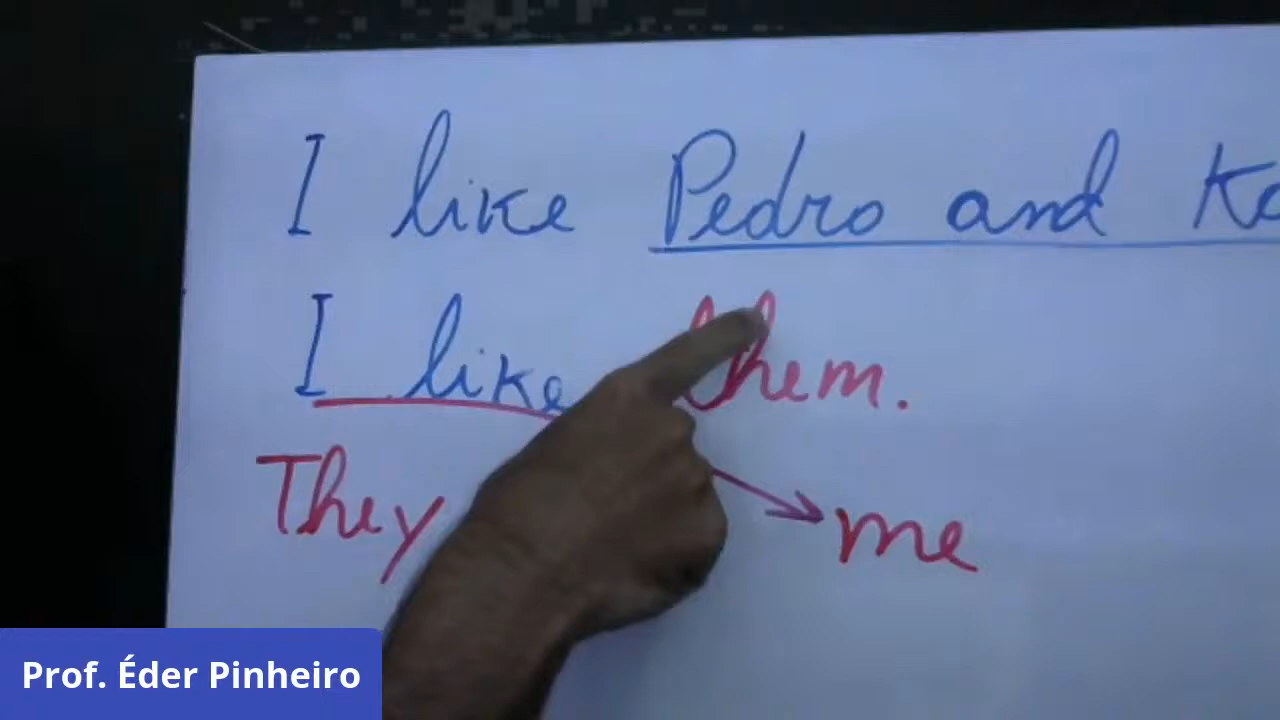 I like Pedro and
I like them.
They me
Prof. Éder Pinheiro